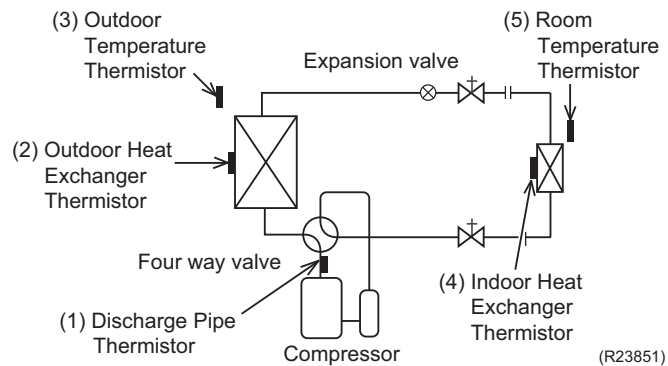 (3) Outdoor
Temperature
Thermistor
Expansion valve
(5) Room
Temperature
Thermistor
(2) Outdoor Heat
Exchanger
Thermistor
Four way valve
(1) Discharge Pipe
Thermistor
Compressor
(4) Indoor Heat
Exchanger
Thermistor
(R23851)